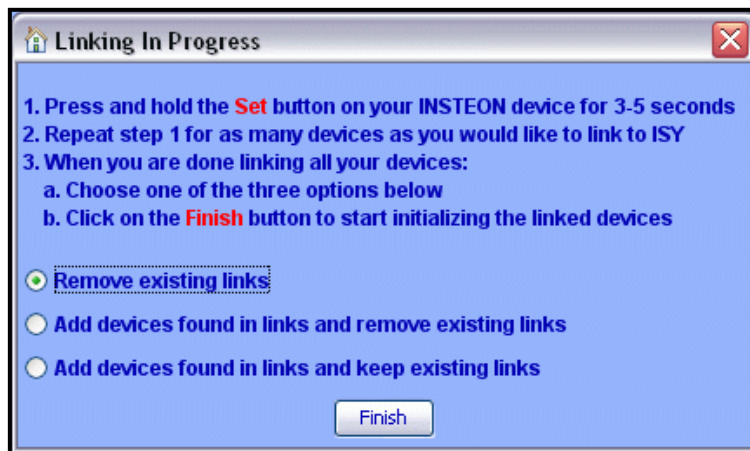 Linking In Progress
1. Press and hold the Set button on your INSTEON device for 3-5 seconds
2. Repeat step 1 for as many devices as you would like to link to ISY
3. When you are done linking all your devices:
a. Choose one of the three options below
b. Click on the Finish button to start initializing the linked devices
Remove existing links
Add devices found in links and remove existing links
Add devices found in links and keep existing links
Finish